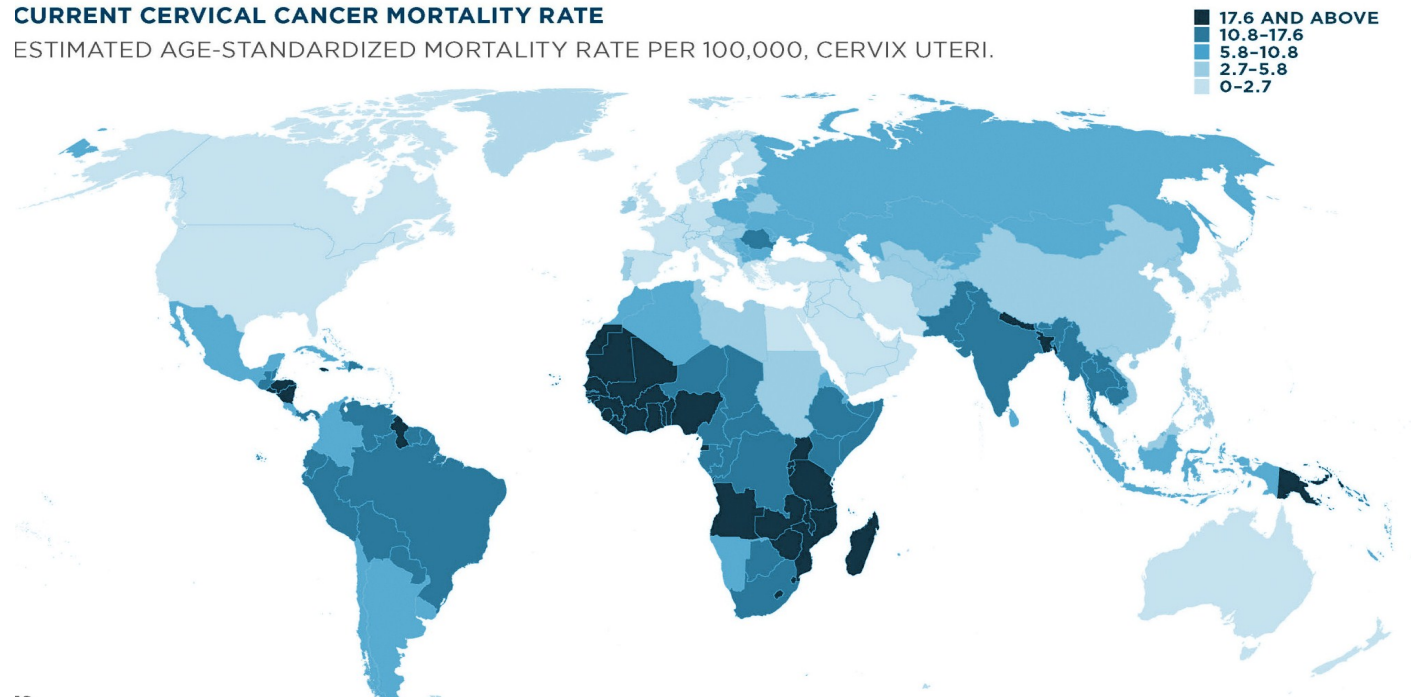 CURRENT CERVICAL CANCER MORTALITY RATE
ESTIMATED AGE-STANDARDIZED MORTALITY RATE PER 100,000, CERVIX UTERI.
17.6 AND ABOVE
10.8–17.6
5.8–10.8
2.7–5.8
0–2.7